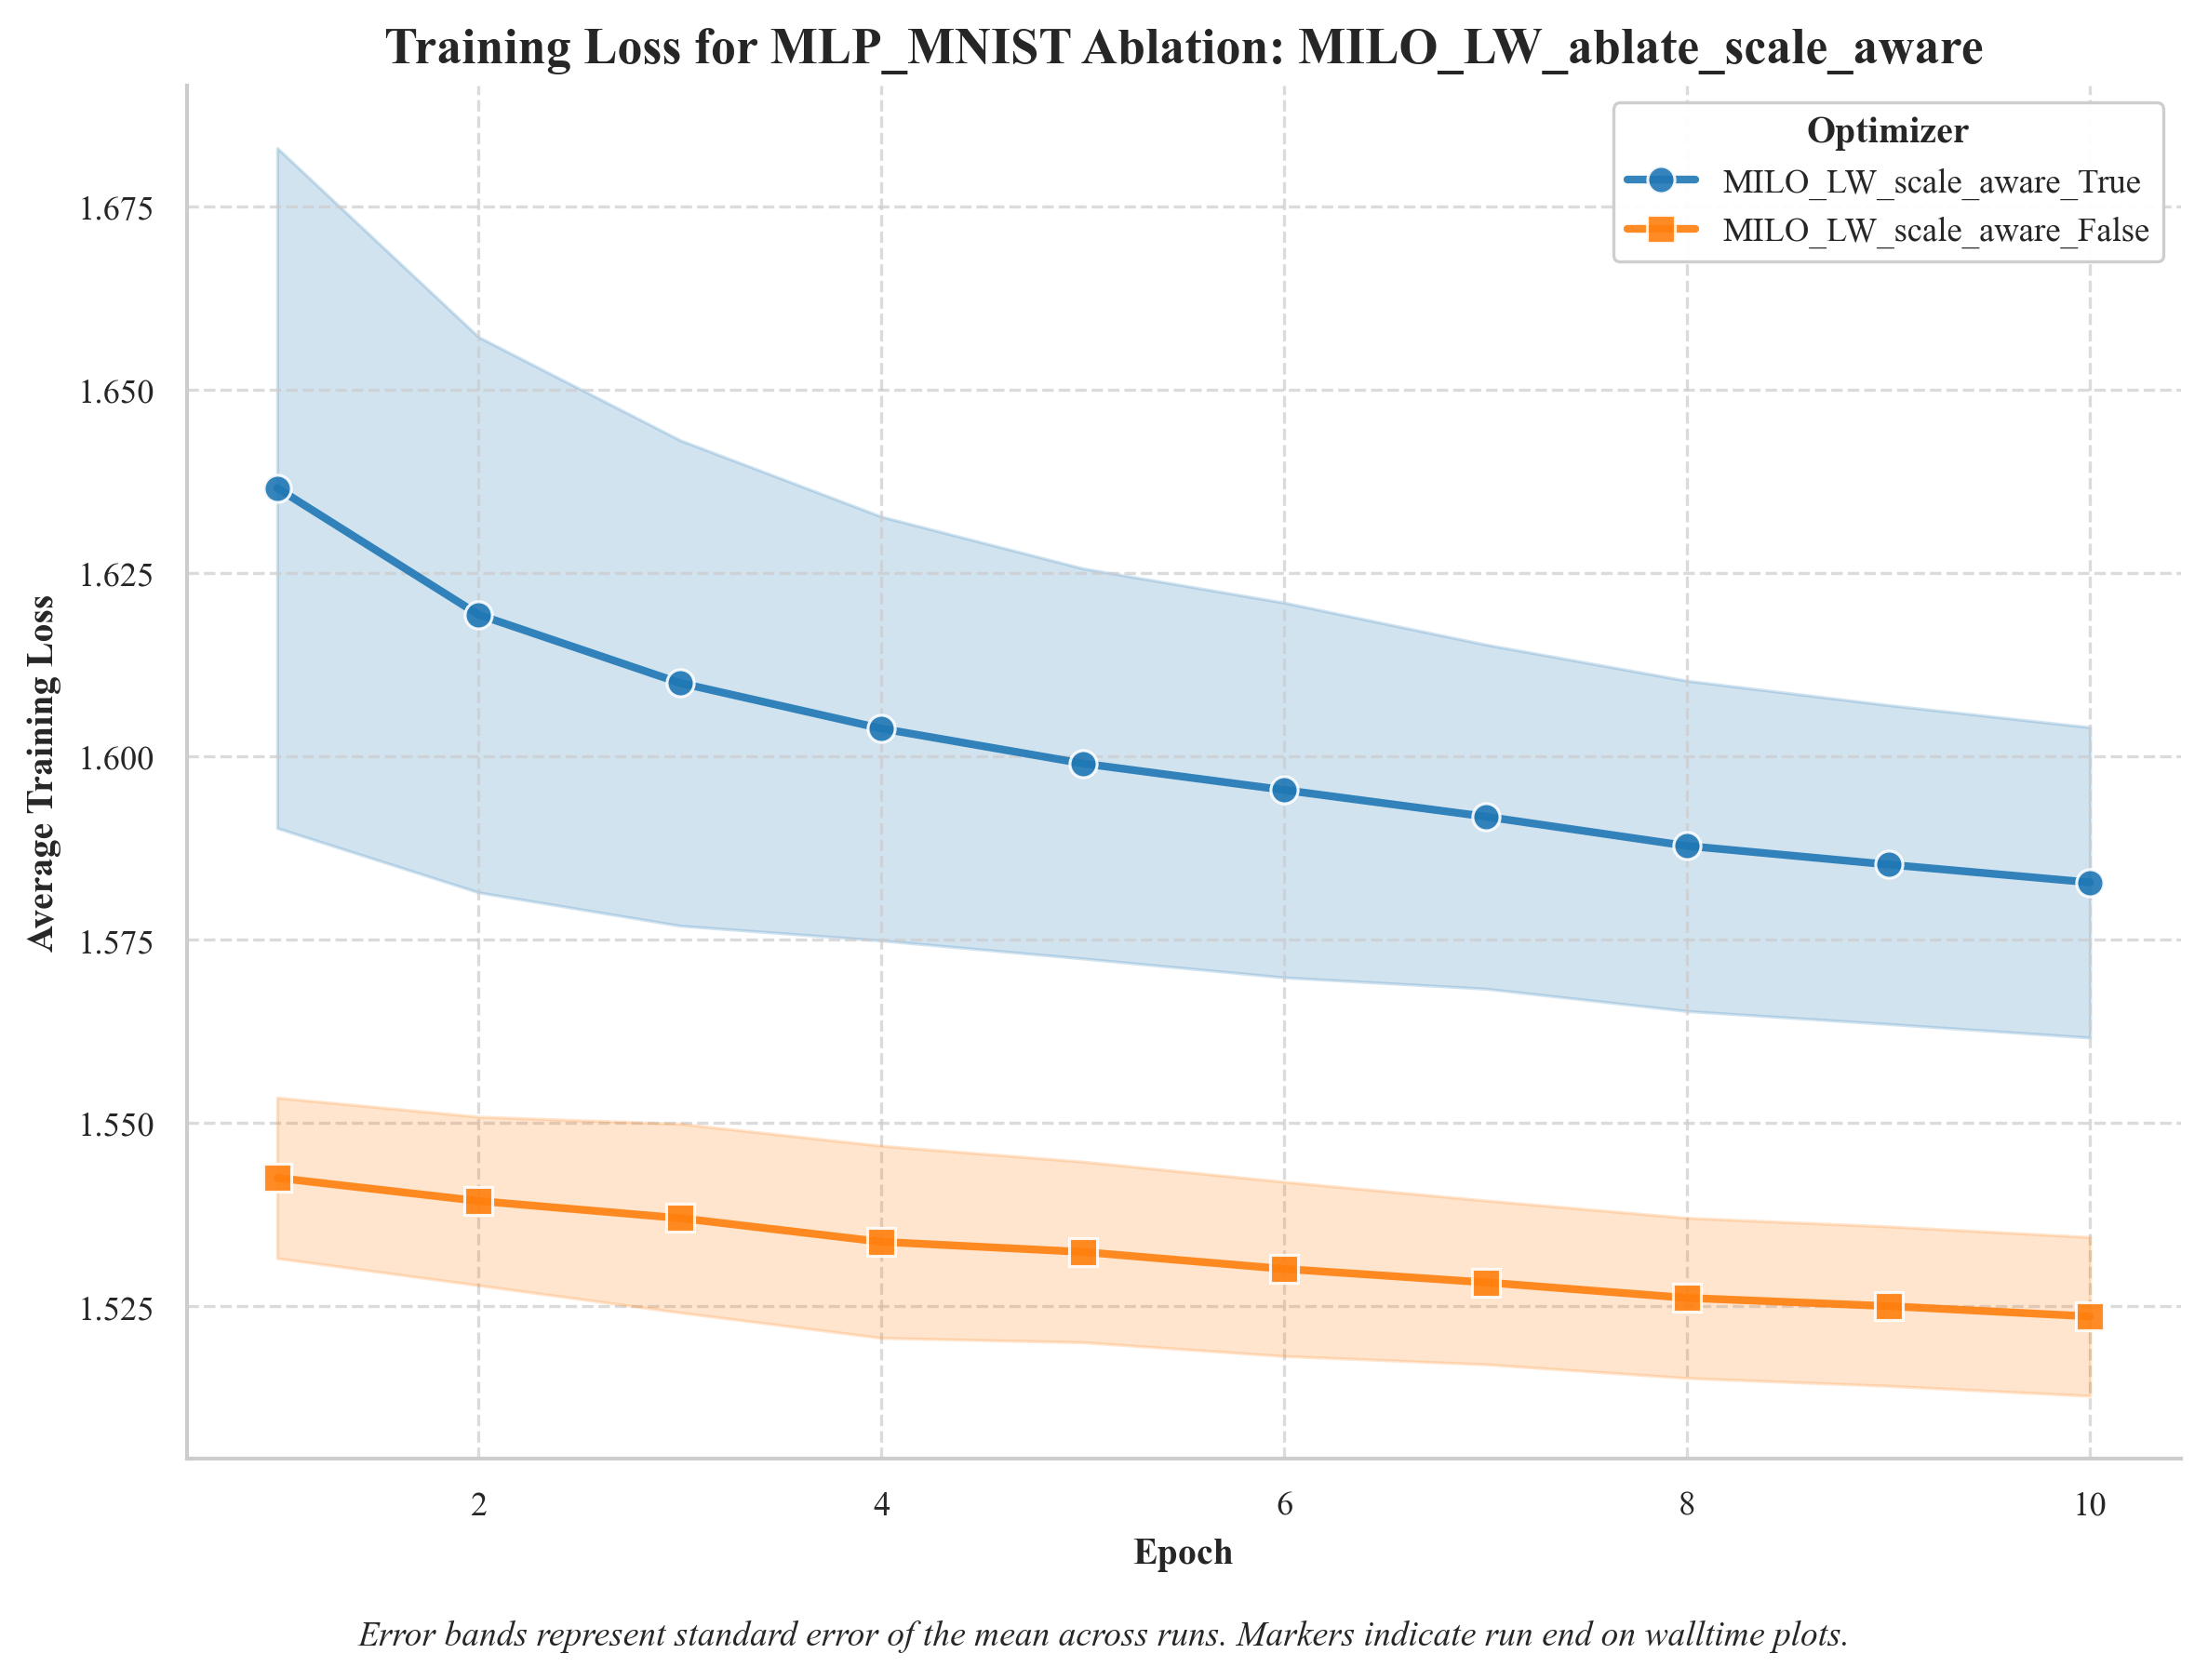 Training Loss for MLP_MNIST Ablation: MILO_LW_ablate_scale_aware
Optimizer
MILO_LW_scale_aware_True
MILO_LW_scale_aware_False
Average Training Loss
1.675
1.650
1.625
1.600
1.575
1.550
1.525
2 4 6 8 10
Epoch
Error bands represent standard error of the mean across runs. Markers indicate run end on walltime plots.